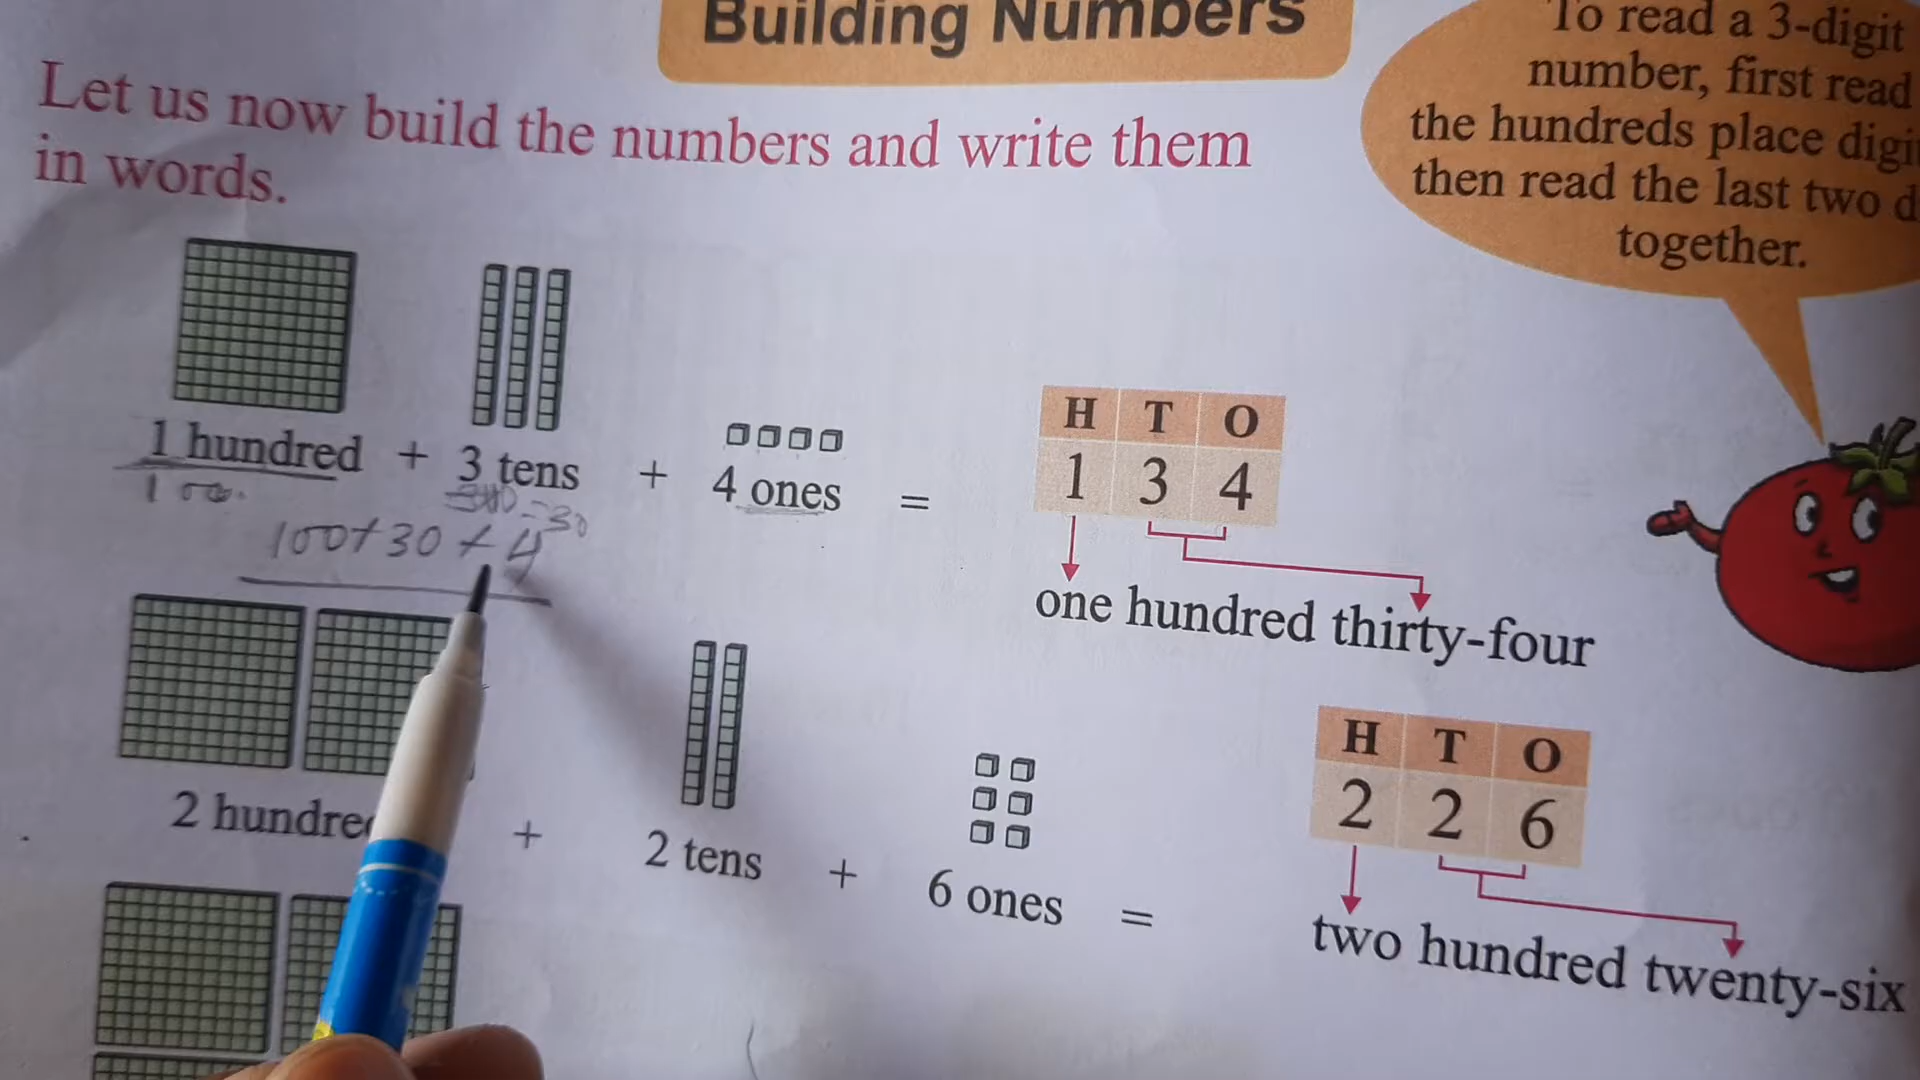 Building Numbers
To read a 3-digit
number, first read
the hundreds place
then read the last two
together.
Let us now build the numbers and write them
in words.
1 hundred + 3 tens + 4 ones =
H T O
1 3 4
100
=30
100+30+4
one hundred thirty-four
2 + 2 tens + 6 ones =
H T O
2 2 6
two hundred twenty-six